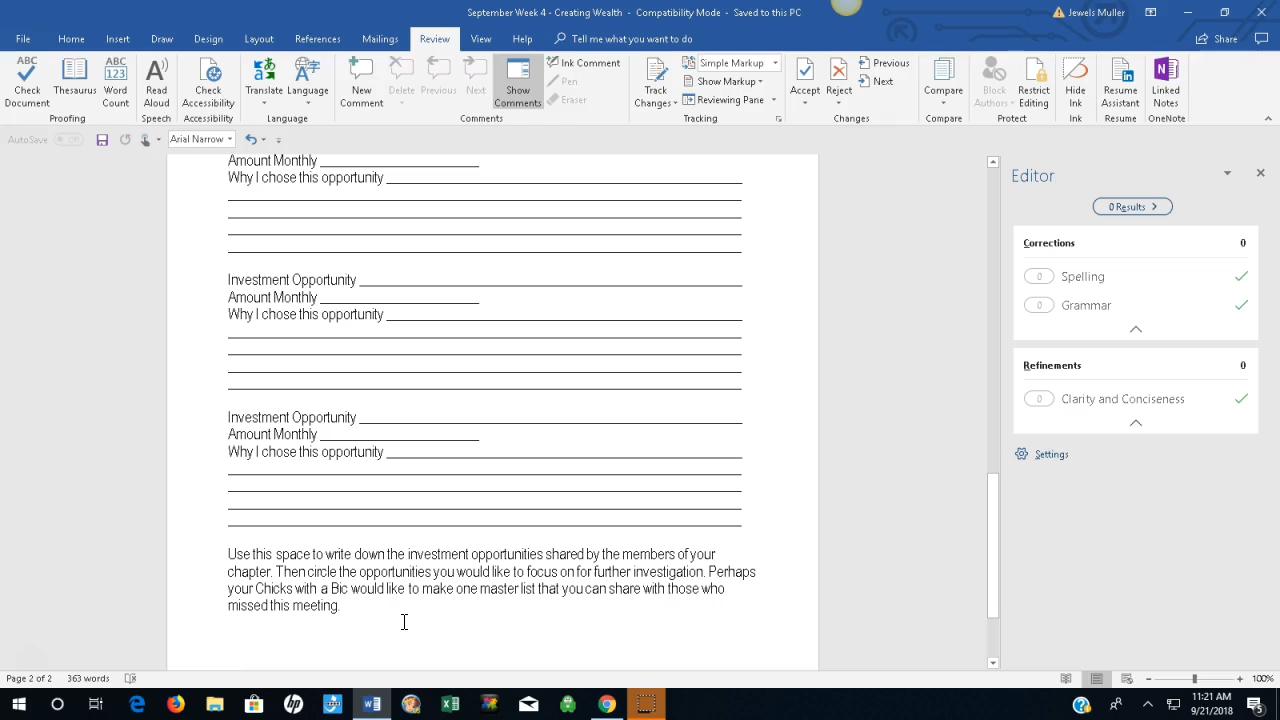 September Week 4 - Creating Wealth - Compatibility Mode - Saved to this PC
Jewels Muller
File Home Insert Draw Design Layout References Mailings Review View Help Tell me what you want to do Share
Check Document
Thesaurus
Word Count
Proofing
Read Aloud
Speech
Check Accessibility
Accessibility
Translate
Language
Language
New Comment
Delete
Previous
Next
Show Comments
Ink Comment
Pen
Eraser
Comments
Track Changes
Simple Markup
Show Markup
Reviewing Pane
Tracking
Accept
Reject
Previous
Next
Changes
Compare
Compare
Block Authors
Restrict Editing
Protect
Hide Ink
Ink
Resume Assistant
Resume
Linked Notes
OneNote
AutoSave Off Arial Narrow
Amount Monthly
Why I chose this opportunity
Investment Opportunity
Amount Monthly
Why I chose this opportunity
Investment Opportunity
Amount Monthly
Why I chose this opportunity
Use this space to write down the investment opportunities shared by the members of your
chapter. Then circle the opportunities you would like to focus on for further investigation. Perhaps
your Chicks with a Bic would like to make one master list that you can share with those who
missed this meeting.
Editor
0 Results
Corrections 0
0 Spelling
0 Grammar
Refinements 0
0 Clarity and Conciseness
Settings
Page 2 of 2 363 words 100%
11:21 AM
9/21/2018